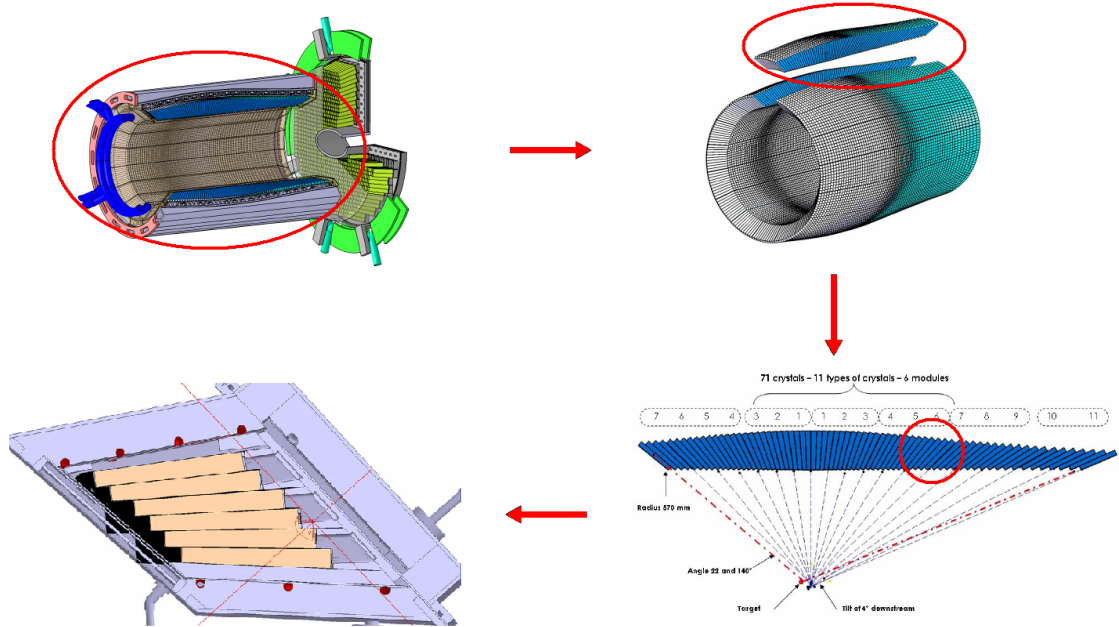 71 crystals – 11 types of crystals – 6 modules
7 6 5 4 3 2 1 1 2 3 4 5 6 7 8 9 10 11
Radius 570 mm
Angle 22 and 140°
Target
Tilt of 4° downstream